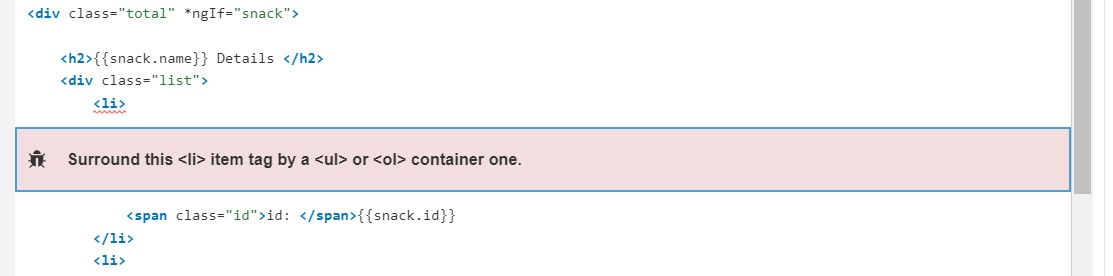 <div class="total" *ngIf="snack">
<h2>{{snack.name}} Details </h2>
<div class="list">
<li>
Surround this <li> item tag by a <ul> or <ol> container one.
<span class="id">id: </span>{{snack.id}}
</li>
<li>